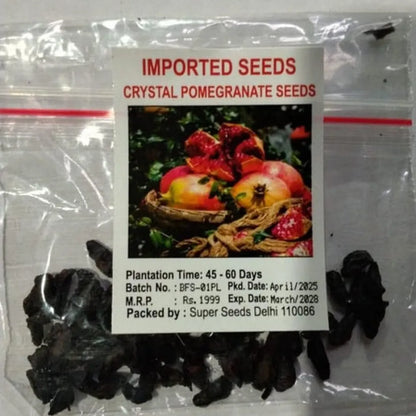 IMPORTED SEEDS
CRYSTAL POMEGRANATE SEEDS
Plantation Time: 45 - 60 Days
Batch No. : BFS-01PL Pkd. Date: April/2025
M.R.P. : Rs. 1999 Exp. Date: March/2028
Packed by : Super Seeds Delhi 110086